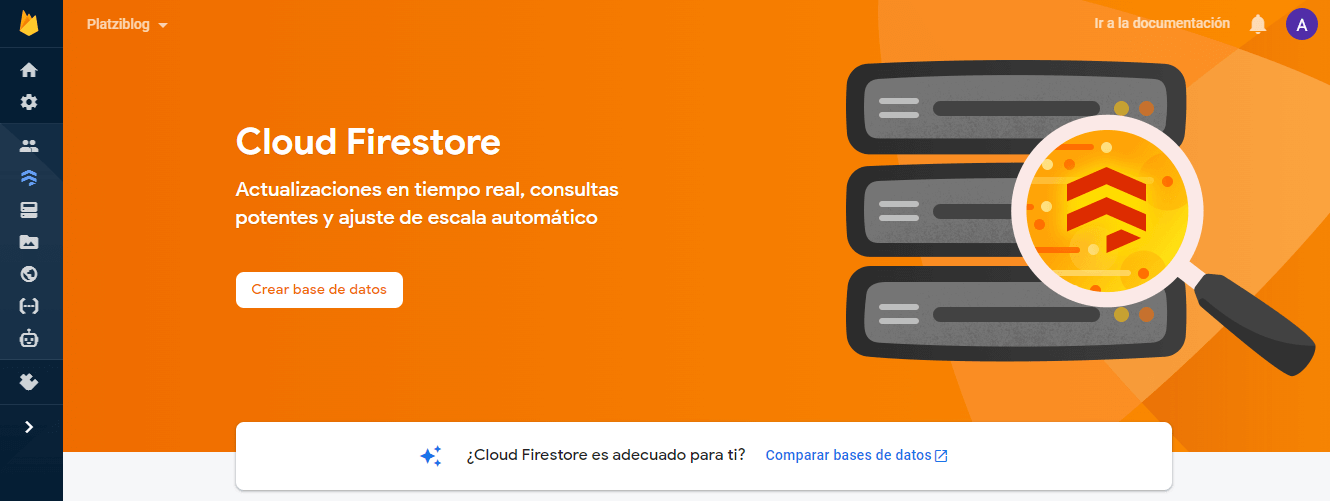 Platziblog
Ir a la documentación
A
Cloud Firestore
Actualizaciones en tiempo real, consultas
potentes y ajuste de escala automático
Crear base de datos
¿Cloud Firestore es adecuado para ti? Comparar bases de datos